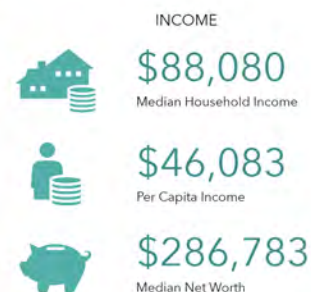 INCOME
$88,080
Median Household Income
$46,083
Per Capita Income
$286,783
Median Net Worth